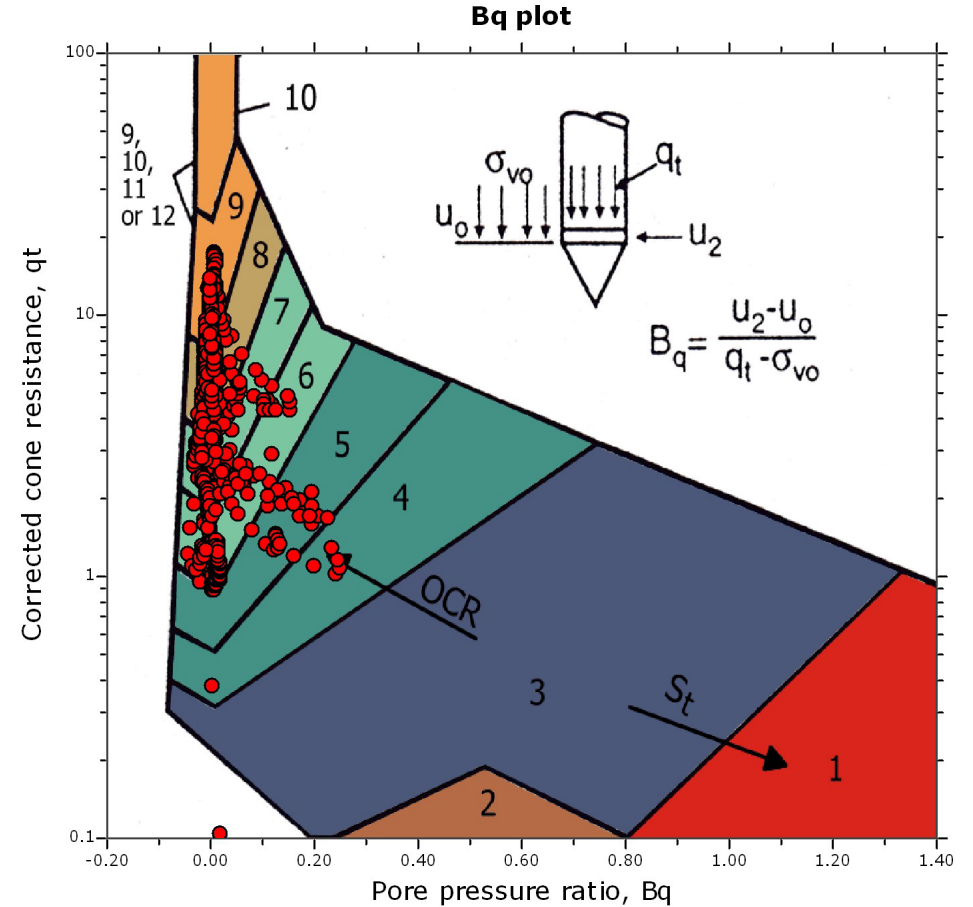 Bq plot
Corrected cone resistance, qt
100
10
1
0.1
10
9,
10,
11
or 12
9
8
7
6
5
4
3
2
1
σvo
qt
uo
u2
Bq= u2-uo
qt -σvo
OCR
St
-0.20 0.00 0.20 0.40 0.60 0.80 1.00 1.20 1.40
Pore pressure ratio, Bq